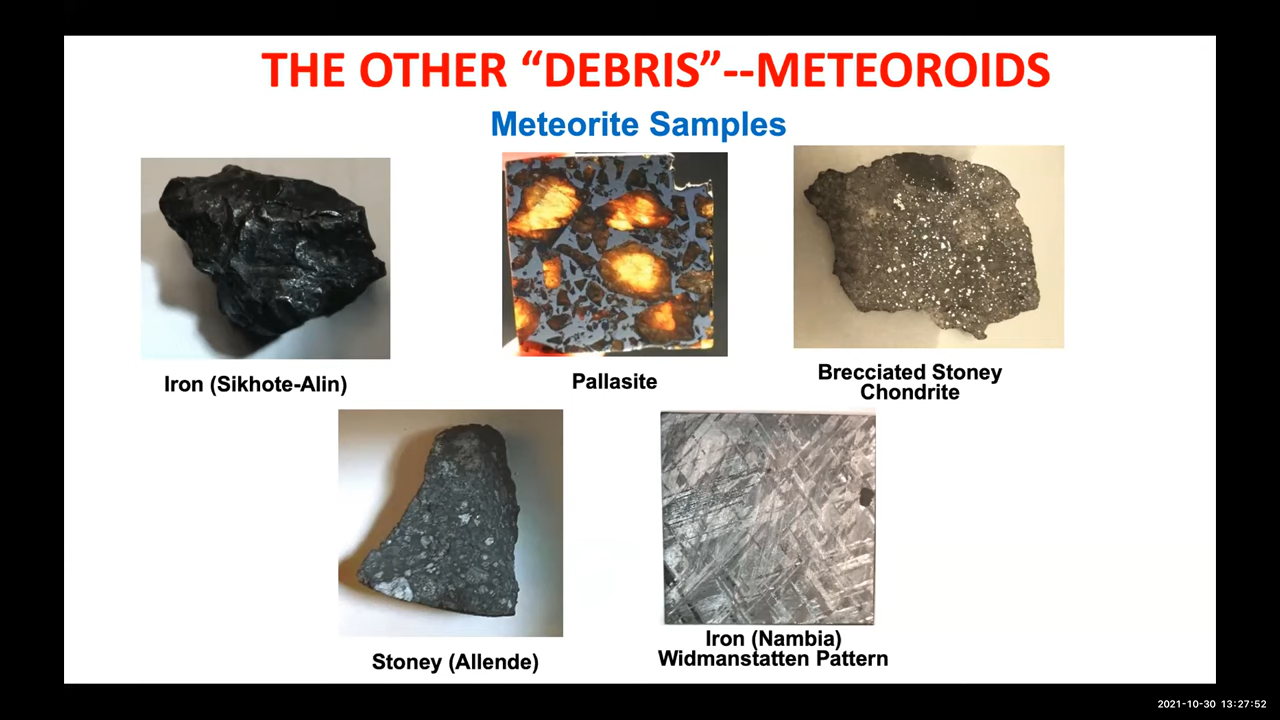 THE OTHER “DEBRIS”--METEOROIDS
Meteorite Samples
Iron (Sikhote-Alin)
Pallasite
Brecciated Stoney
Chondrite
Stoney (Allende)
Iron (Nambia)
Widmanstatten Pattern
2021-10-30 13:27:52